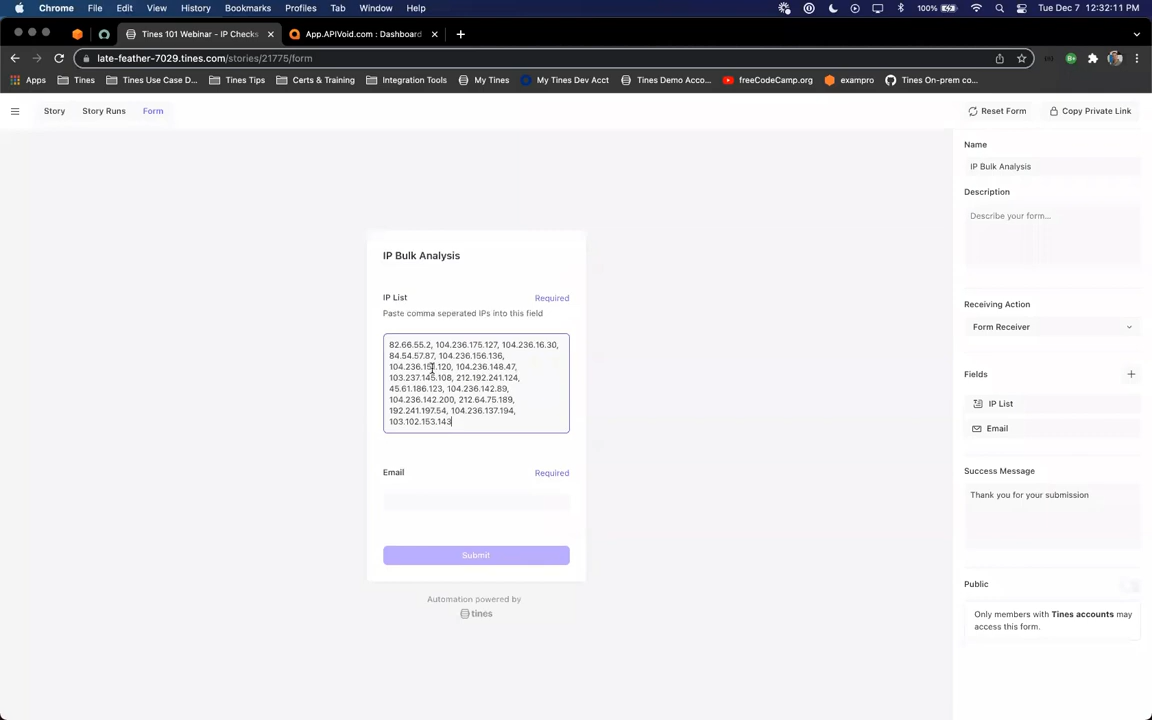 Chrome File Edit View History Bookmarks Profiles Tab Window Help 100% Tue Dec 7 12:32:11 PM
Tines 101 Webinar - IP Checks App.APIVoid.com : Dashboard
late-feather-7029.tines.com/stories/21775/form
Apps Tines Tines Use Case D... Tines Tips Certs & Training Integration Tools My Tines My Tines Dev Acct Tines Demo Acco... freeCodeCamp.org exampro Tines On-prem co...
Story Story Runs Form Reset Form Copy Private Link
Name
IP Bulk Analysis
Description
Describe your form...
Receiving Action
Form Receiver
Fields
IP List
Email
Success Message
Thank you for your submission
Public
Only members with Tines accounts may
access this form.
IP Bulk Analysis
IP List Required
Paste comma seperated IPs into this field
82.66.55.2, 104.236.175.127, 104.236.16.30,
84.54.57.87, 104.236.156.136,
104.236.151.120, 104.236.148.47,
103.237.145.108, 212.192.241.124,
45.61.186.123, 104.236.142.89,
104.236.142.200, 212.64.75.189,
192.241.197.54, 104.236.137.194,
103.102.153.143
Email Required
Submit
Automation powered by
tines